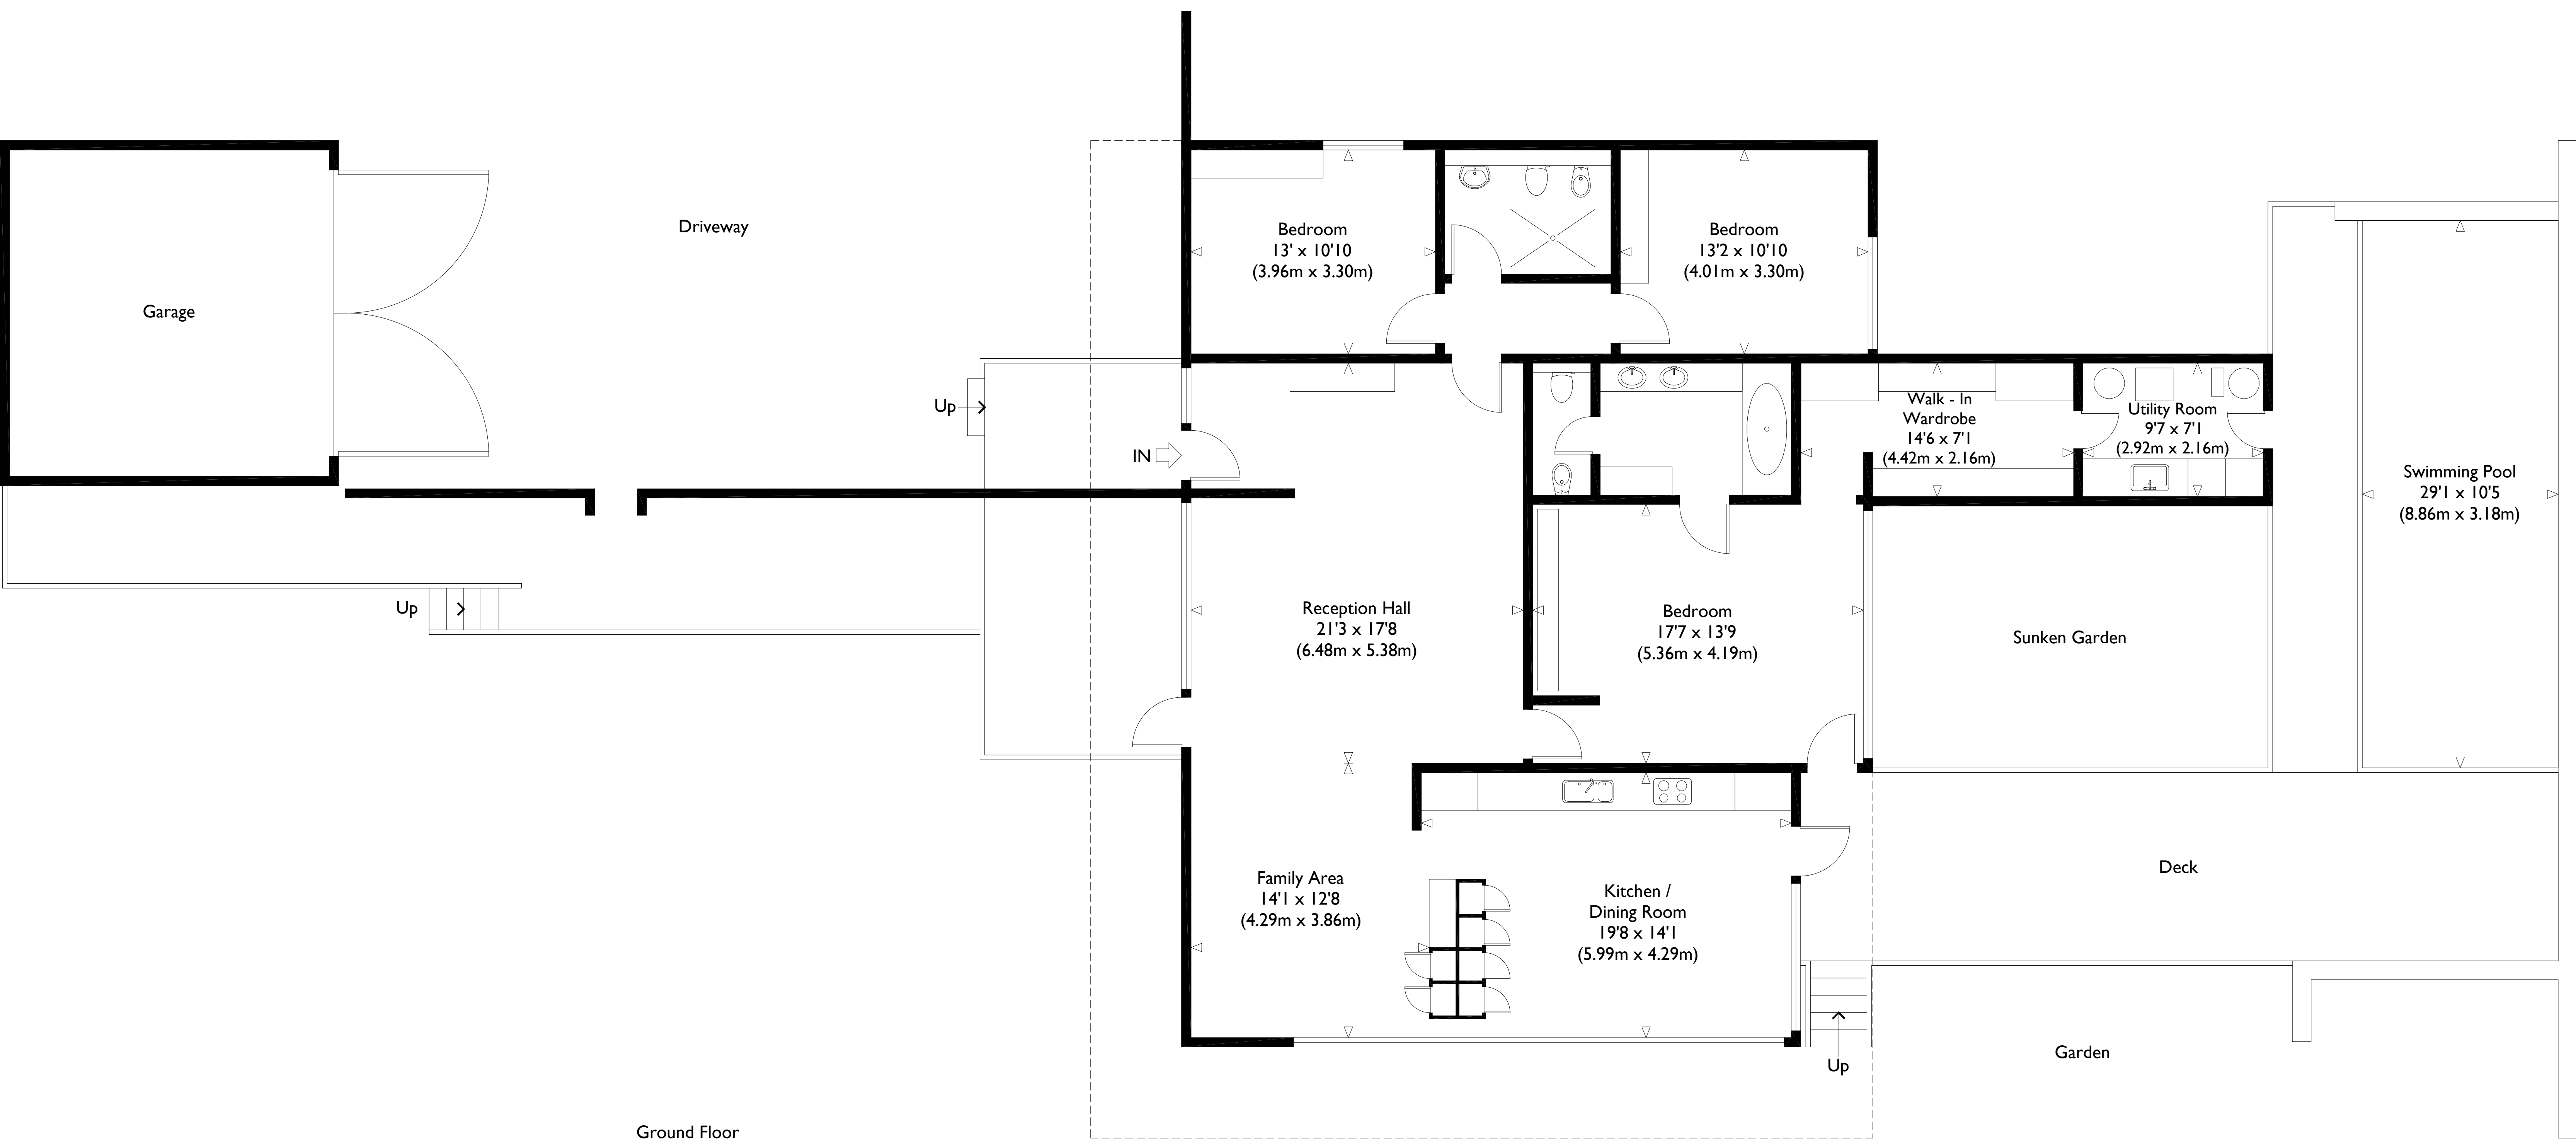 Driveway
Garage
Bedroom
13' x 10'10
(3.96m x 3.30m)
Bedroom
13'2 x 10'10
(4.01m x 3.30m)
Up
IN
Walk - In
Wardrobe
14'6 x 7'1
(4.42m x 2.16m)
Utility Room
9'7 x 7'1
(2.92m x 2.16m)
Swimming Pool
29'1 x 10'5
(8.86m x 3.18m)
Up
Reception Hall
21'3 x 17'8
(6.48m x 5.38m)
Bedroom
17'7 x 13'9
(5.36m x 4.19m)
Sunken Garden
Family Area
14'1 x 12'8
(4.29m x 3.86m)
Kitchen /
Dining Room
19'8 x 14'1
(5.99m x 4.29m)
Deck
Up
Garden
Ground Floor